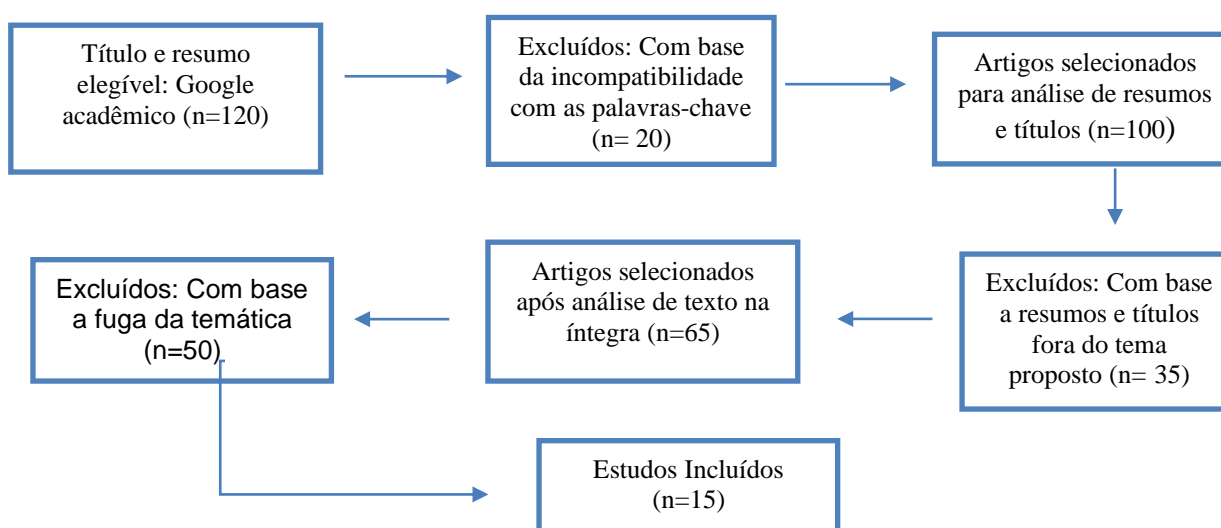 Título e resumo
elegível: Google
acadêmico (n=120)
Excluídos: Com base
da incompatibilidade
com as palavras-chave
(n= 20)
Artigos selecionados
para análise de resumos
e títulos (n=100)
Excluídos: Com base
a resumos e títulos
fora do tema
proposto (n= 35)
Artigos selecionados
após análise de texto na
íntegra (n=65)
Excluídos: Com base
a fuga da temática
(n=50)
Estudos Incluídos
(n=15)